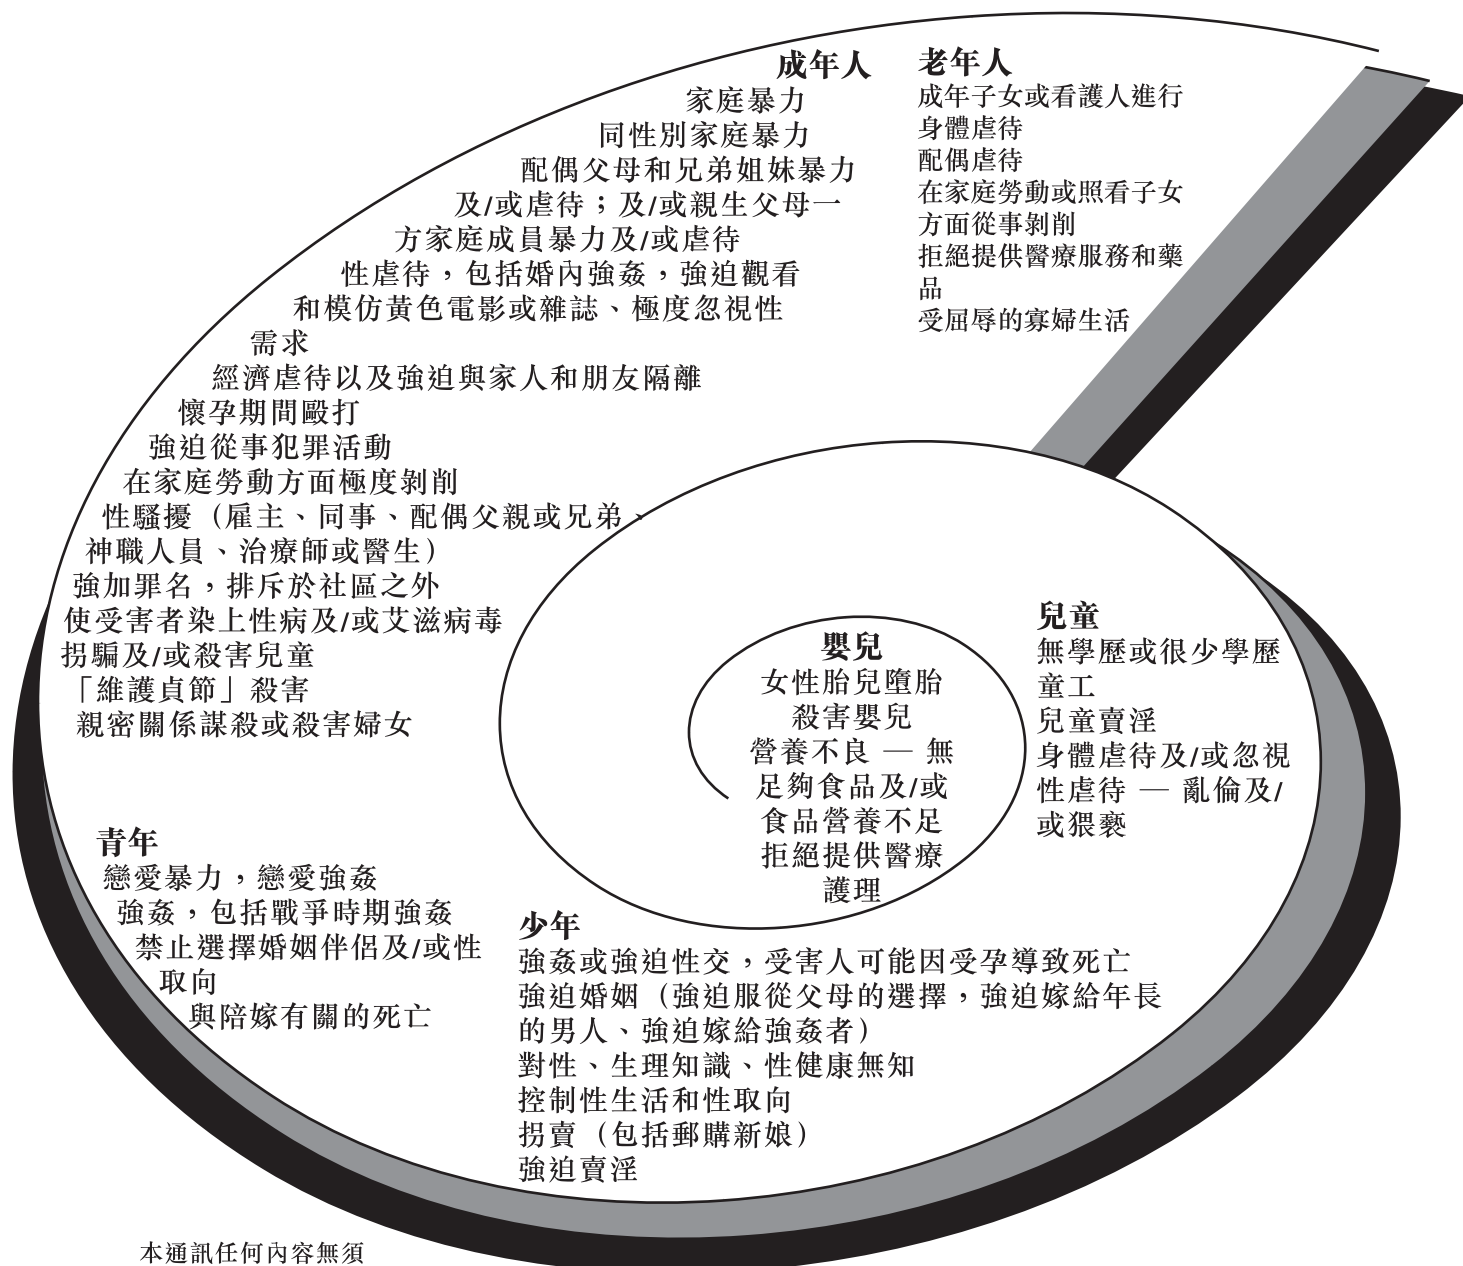 成年人
家庭暴力
同性別家庭暴力
配偶父母和兄弟姐妹暴力
及/或虐待；及/或親生父母一
方家庭成員暴力及/或虐待
性虐待，包括婚內強姦，強迫觀看
和模仿黃色電影或雜誌、極度忽視性
需求
經濟虐待以及強迫與家人和朋友隔離
懷孕期間毆打
強迫從事犯罪活動
在家庭勞動方面極度剝削
性騷擾（雇主、同事、配偶父親或兄弟、
神職人員、治療師或醫生）
強加罪名，排斥於社區之外
使受害者染上性病及/或艾滋病毒
拐騙及/或殺害兒童
「維護貞節」殺害
親密關係謀殺或殺害婦女
老年人
成年子女或看護人進行
身體虐待
配偶虐待
在家庭勞動或照看子女
方面從事剝削
拒絕提供醫療服務和藥
品
受屈辱的寡婦生活
嬰兒
女性胎兒墮胎
殺害嬰兒
營養不良 — 無
足夠食品及/或
食品營養不足
拒絕提供醫療
護理
兒童
無學歷或很少學歷
童工
兒童賣淫
身體虐待及/或忽視
性虐待 — 亂倫及/
或猥褻
青年
戀愛暴力，戀愛強姦
強姦，包括戰爭時期強姦
禁止選擇婚姻伴侶及/或性
取向
與陪嫁有關的死亡
少年
強姦或強迫性交，受害人可能因受孕導致死亡
強迫婚姻（強迫服從父母的選擇，強迫嫁給年長
的男人、強迫嫁給強姦者）
對性、生理知識、性健康無知
控制性生活和性取向
拐賣（包括郵購新娘）
強迫賣淫
本通訊任何內容無須